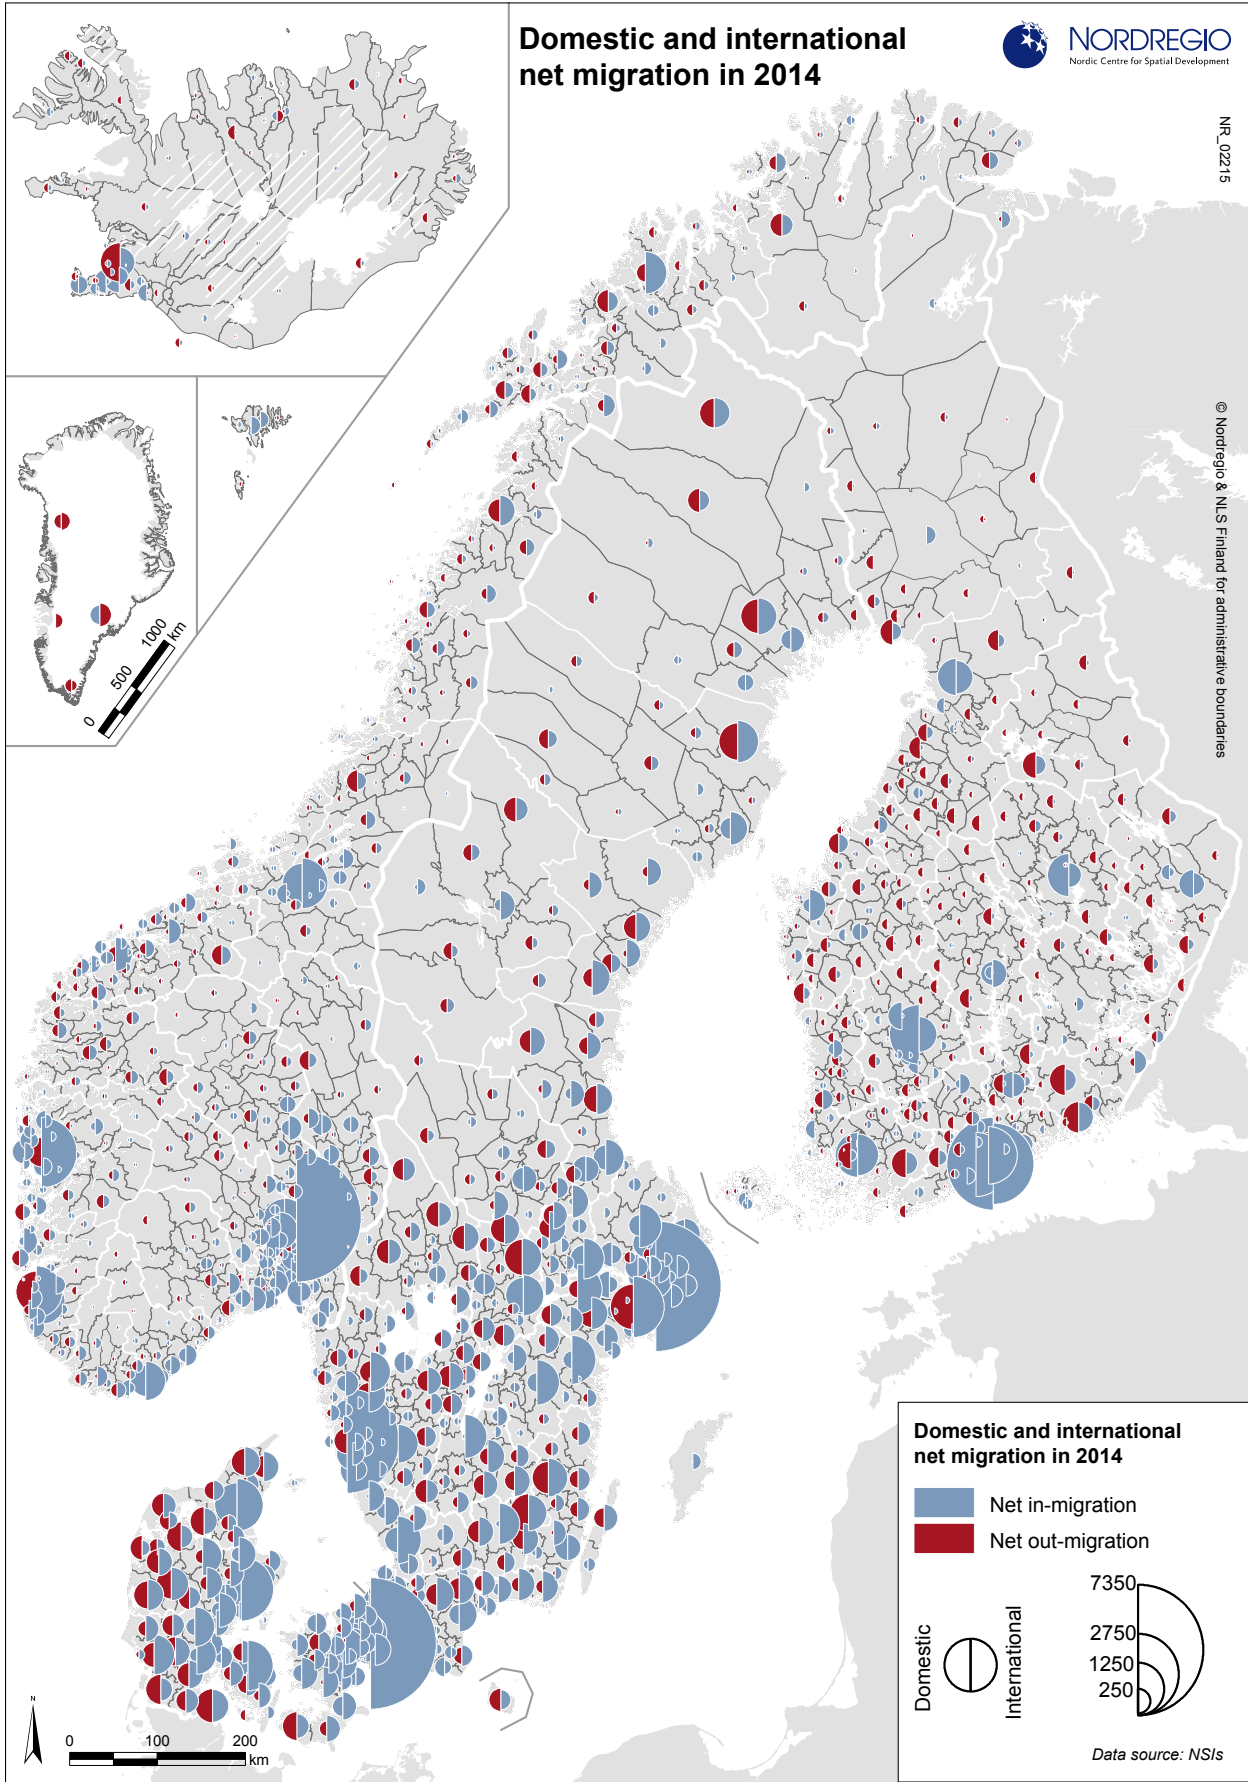 Domestic and international
net migration in 2014
NORDREGIO
Nordic Centre for Spatial Development
NR_02215
© Nordregio & NLS Finland for administrative boundaries
0
500
1000
km
Domestic and international
net migration in 2014
Net in-migration
Net out-migration
Domestic
International
7350
2750
1250
250
Data source: NSIs
N
0
100
200
km